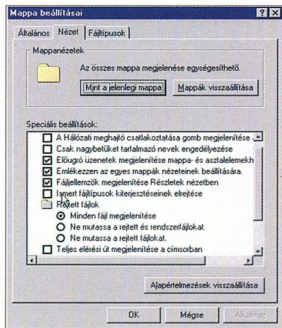 Mappa beállításai
Általános Nézet Fájltípusok
Mappanézetek
Az összes mappa megjelenése egységesíthető.
Mint a jelenlegi mappa Mappák visszaállítása
Speciális beállítások:
A Hálózati meghajtó csatlakoztatása gomb megjelenítése
Csak nagybetűket tartalmazó nevek engedélyezése
Előugró üzenetek megjelenítése mappa- és asztalelemekh
Emlékezzen az egyes mappák nézeteinek beállítására.
Fájljellemzők megjelenítése Részletek nézetben
Ismert fájltípusok kiterjesztéseinek elrejtése
Rejtett fájlok
Minden fájl megjelenítése
Ne mutassa a rejtett és rendszerfájlokat.
Ne mutassa a rejtett fájlokat.
Teljes elérési út megjelenítése a címsorban
Alapértelmezések visszaállítása
OK Mégse Alkalmaz